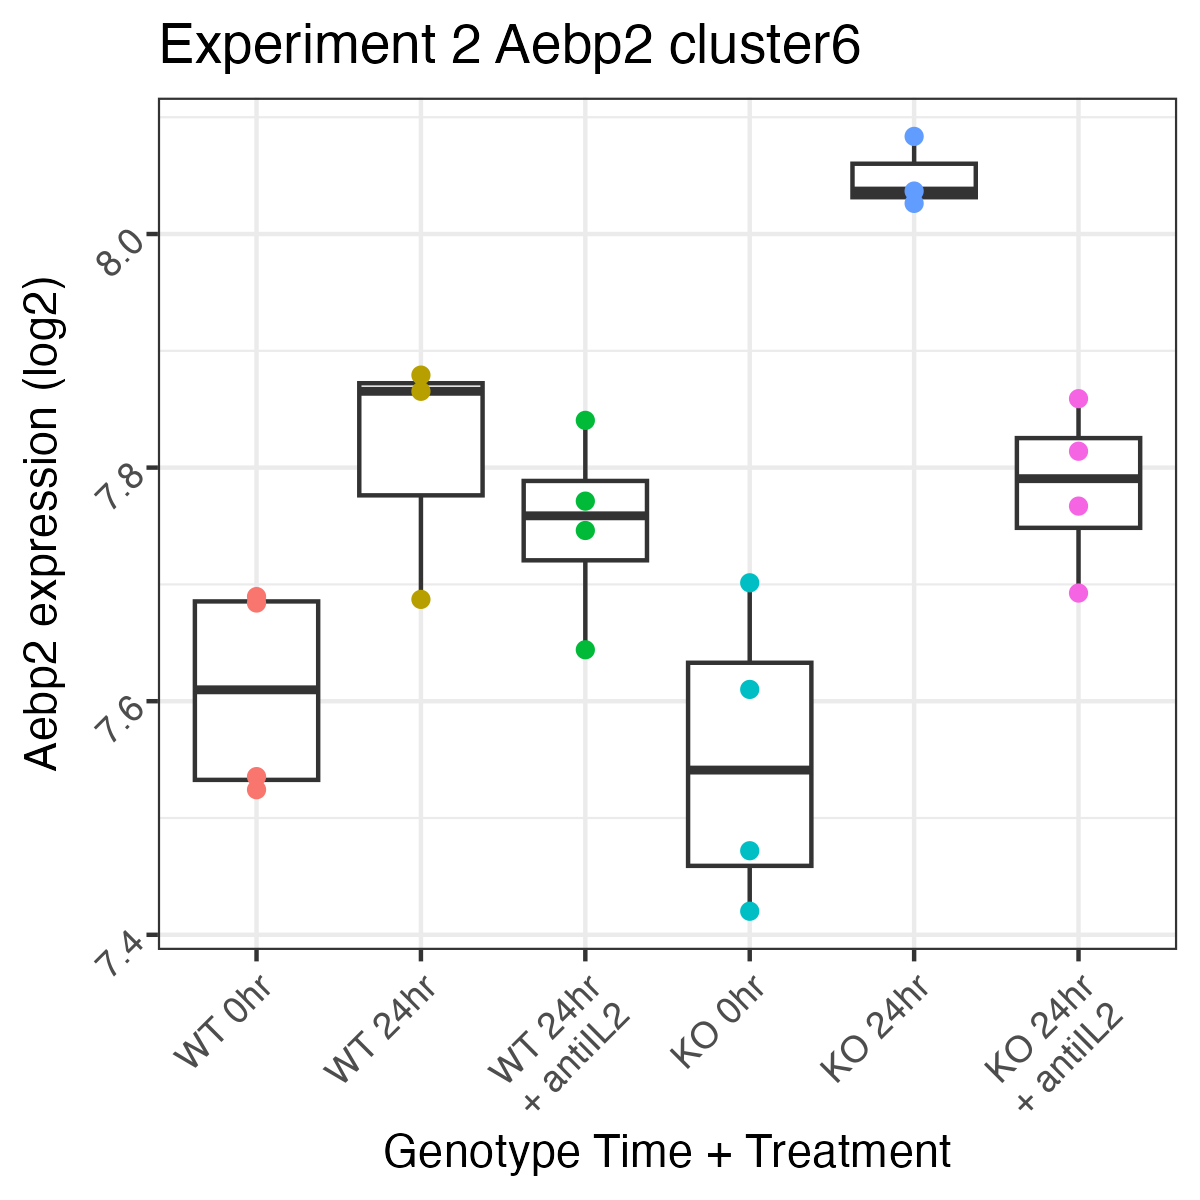 Experiment 2 Aebp2 cluster6
Aebp2 expression (log2)
8.0
7.8
7.6
7.4
WT 0hr
WT 24hr
WT 24hr
+ antiIL2
KO 0hr
KO 24hr
KO 24hr
+ antiIL2
Genotype Time + Treatment